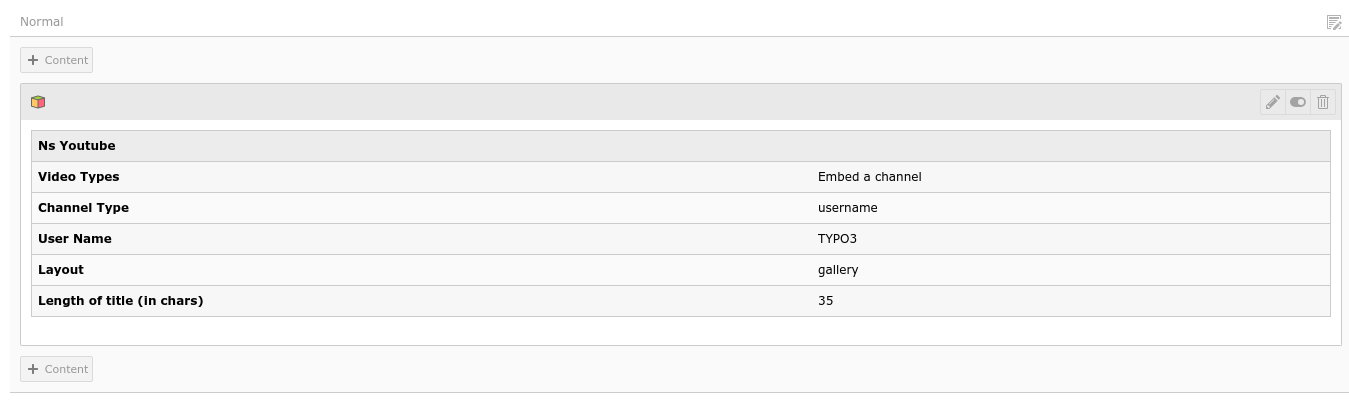 Normal
Content
Ns Youtube
Video Types Embed a channel
Channel Type username
User Name TYPO3
Layout gallery
Length of title (in chars) 35
Content